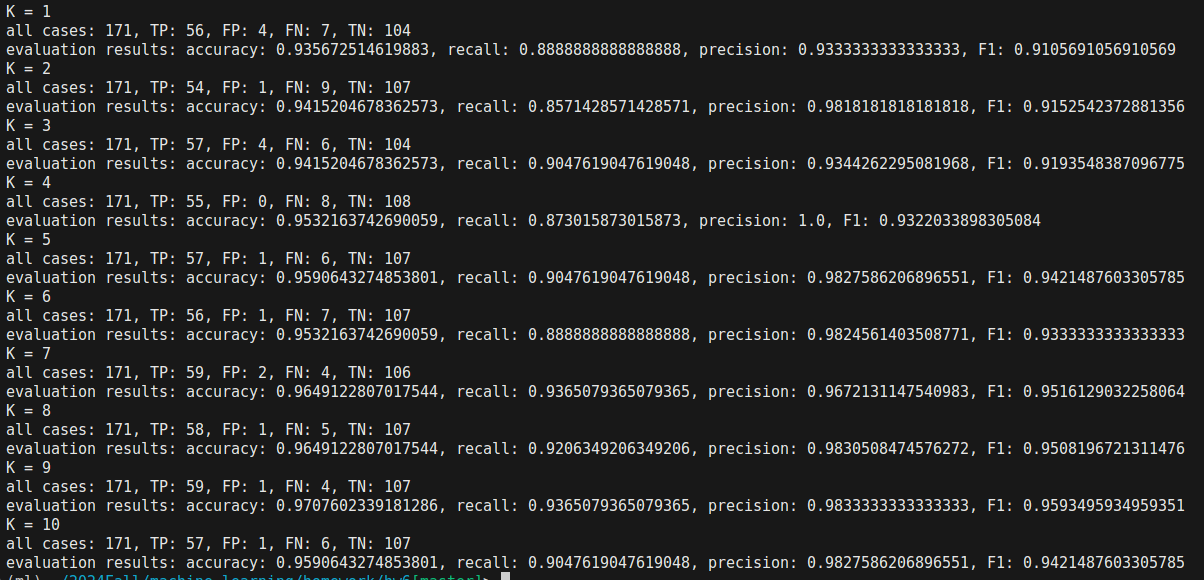 K = 1
all cases: 171, TP: 56, FP: 4, FN: 7, TN: 104
evaluation results: accuracy: 0.935672514619883, recall: 0.8888888888888888, precision: 0.9333333333333333, F1: 0.9105691056910569
K = 2
all cases: 171, TP: 54, FP: 1, FN: 9, TN: 107
evaluation results: accuracy: 0.9415204678362573, recall: 0.8571428571428571, precision: 0.9818181818181818, F1: 0.9152542372881356
K = 3
all cases: 171, TP: 57, FP: 4, FN: 6, TN: 104
evaluation results: accuracy: 0.9415204678362573, recall: 0.9047619047619048, precision: 0.9344262295081968, F1: 0.9193548387096775
K = 4
all cases: 171, TP: 55, FP: 0, FN: 8, TN: 108
evaluation results: accuracy: 0.9532163742690059, recall: 0.873015873015873, precision: 1.0, F1: 0.9322033898305084
K = 5
all cases: 171, TP: 57, FP: 1, FN: 6, TN: 107
evaluation results: accuracy: 0.9590643274853801, recall: 0.9047619047619048, precision: 0.9827586206896551, F1: 0.9421487603305785
K = 6
all cases: 171, TP: 56, FP: 1, FN: 7, TN: 107
evaluation results: accuracy: 0.9532163742690059, recall: 0.8888888888888888, precision: 0.9824561403508771, F1: 0.9333333333333333
K = 7
all cases: 171, TP: 59, FP: 2, FN: 4, TN: 106
evaluation results: accuracy: 0.9649122807017544, recall: 0.9365079365079365, precision: 0.9672131147540983, F1: 0.9516129032258064
K = 8
all cases: 171, TP: 58, FP: 1, FN: 5, TN: 107
evaluation results: accuracy: 0.9649122807017544, recall: 0.9206349206349206, precision: 0.9830508474576272, F1: 0.9508196721311476
K = 9
all cases: 171, TP: 59, FP: 1, FN: 4, TN: 107
evaluation results: accuracy: 0.9707602339181286, recall: 0.9365079365079365, precision: 0.9833333333333333, F1: 0.9593495934959351
K = 10
all cases: 171, TP: 57, FP: 1, FN: 6, TN: 107
evaluation results: accuracy: 0.9590643274853801, recall: 0.9047619047619048, precision: 0.9827586206896551, F1: 0.9421487603305785
(ml) ~/2024Fall/machine-learning/homework/hw6[master]>